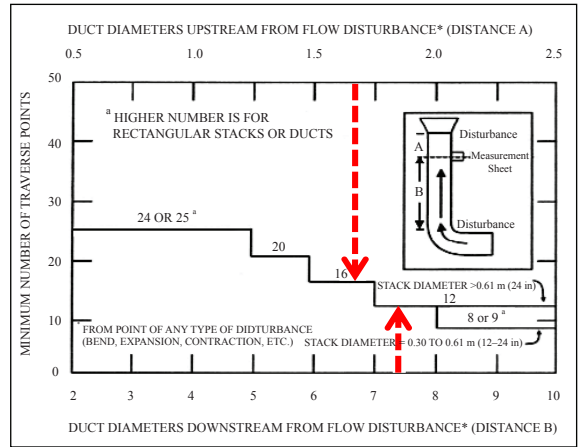 DUCT DIAMETERS UPSTREAM FROM FLOW DISTURBANCE* (DISTANCE A)
0.5 1.0 1.5 2.0 2.5
50
40
30
20
10
0
MINIMUM NUMBER OF TRAVERSE POINTS
a HIGHER NUMBER IS FOR
RECTANGULAR STACKS OR DUCTS
A
B
Disturbance
Measurement
Sheet
Disturbance
24 OR 25 a
20
16
STACK DIAMETER >0.61 m (24 in)
12
8 or 9 a
* FROM POINT OF ANY TYPE OF DIDTURBANCE
(BEND, EXPANSION, CONTRACTION, ETC.)
STACK DIAMETER = 0.30 TO 0.61 m (12–24 in)
2 3 4 5 6 7 8 9 10
DUCT DIAMETERS DOWNSTREAM FROM FLOW DISTURBANCE* (DISTANCE B)